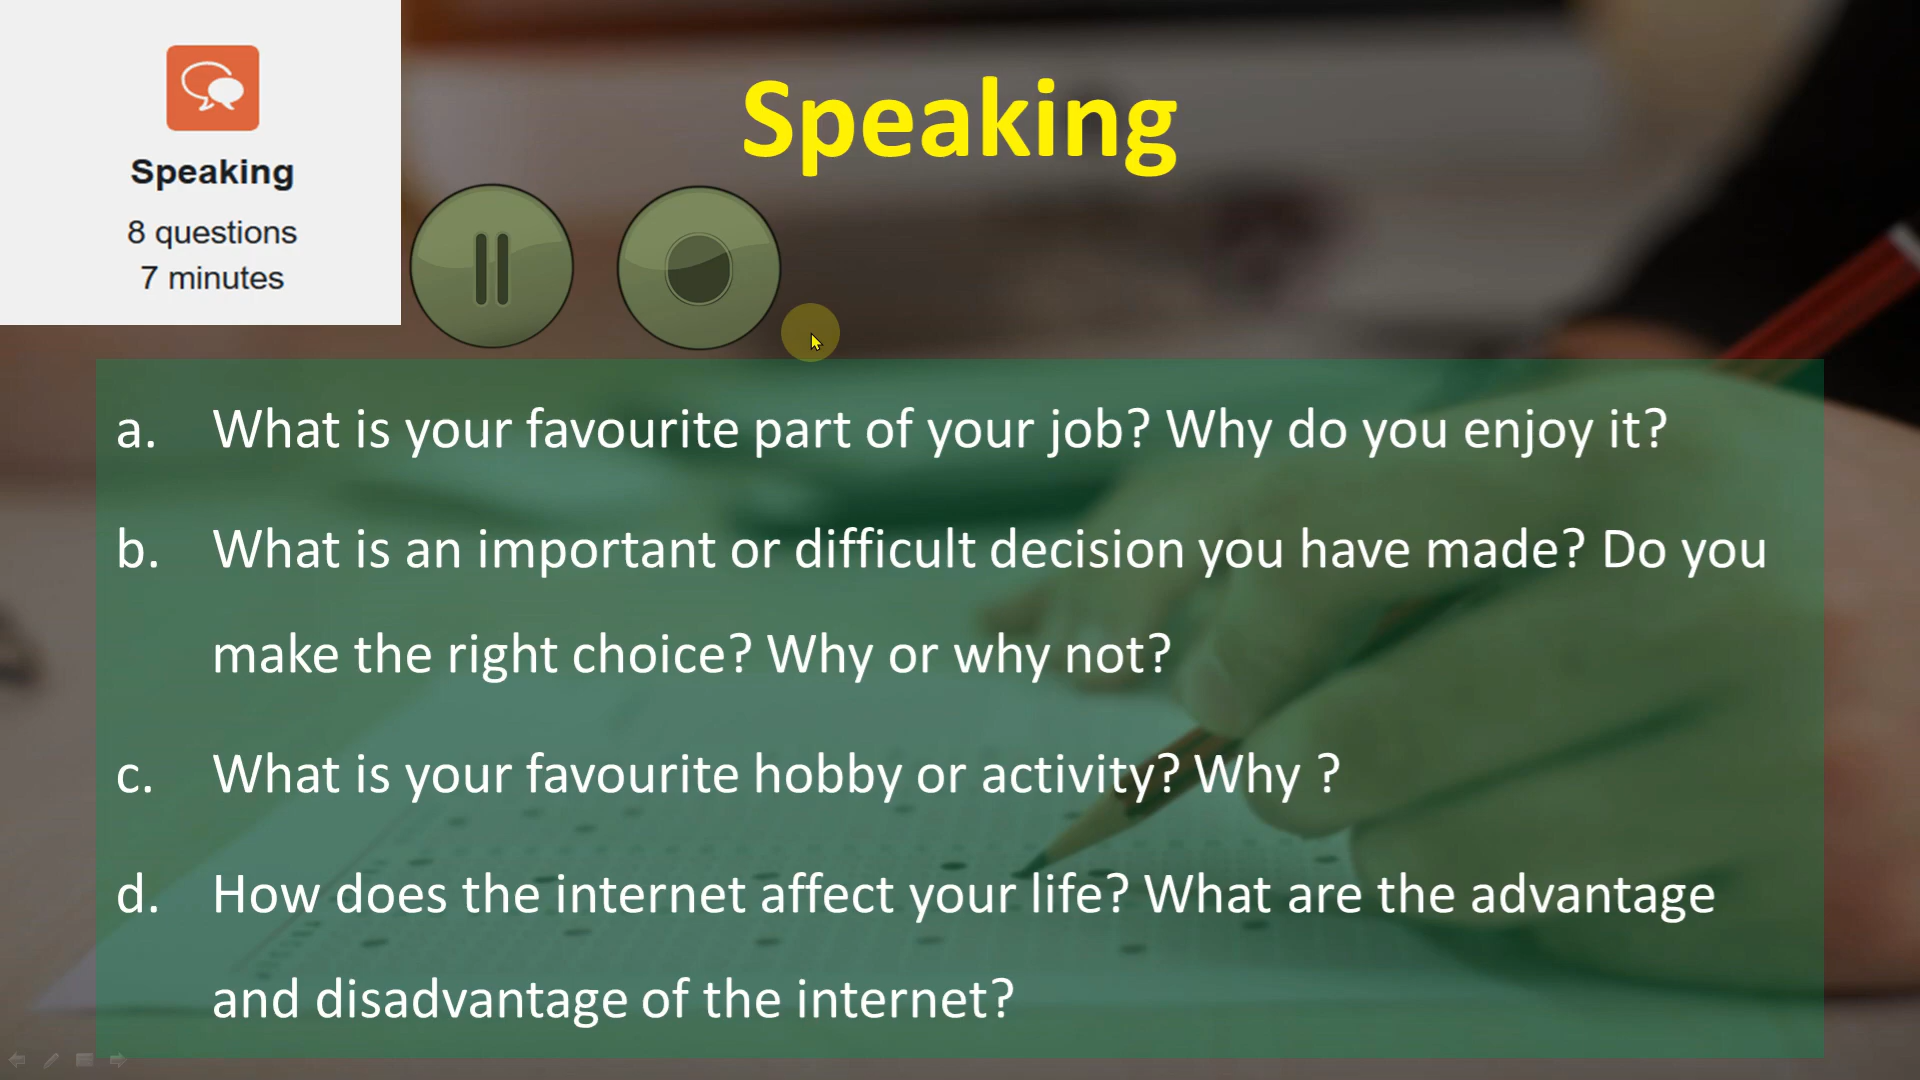 Speaking
8 questions
7 minutes
Speaking
a. What is your favourite part of your job? Why do you enjoy it?
b. What is an important or difficult decision you have made? Do you
make the right choice? Why or why not?
c. What is your favourite hobby or activity? Why ?
d. How does the internet affect your life? What are the advantage
and disadvantage of the internet?